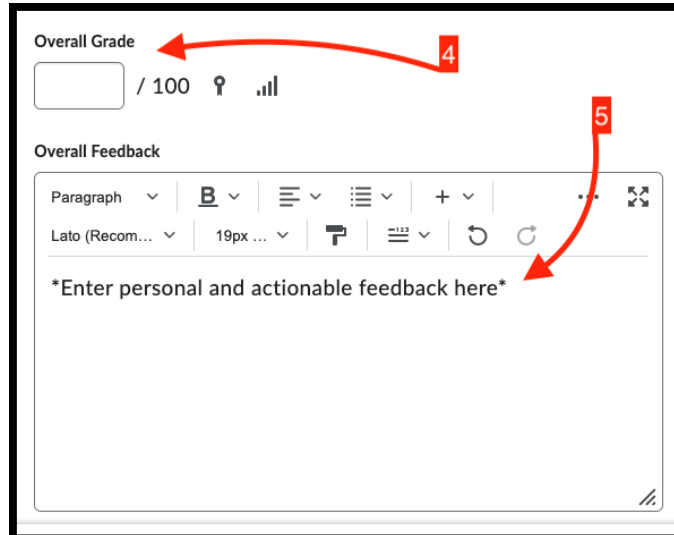 Overall Grade
4
/ 100
5
Overall Feedback
Paragraph B +
Lato (Recom... 19px ...
*Enter personal and actionable feedback here*